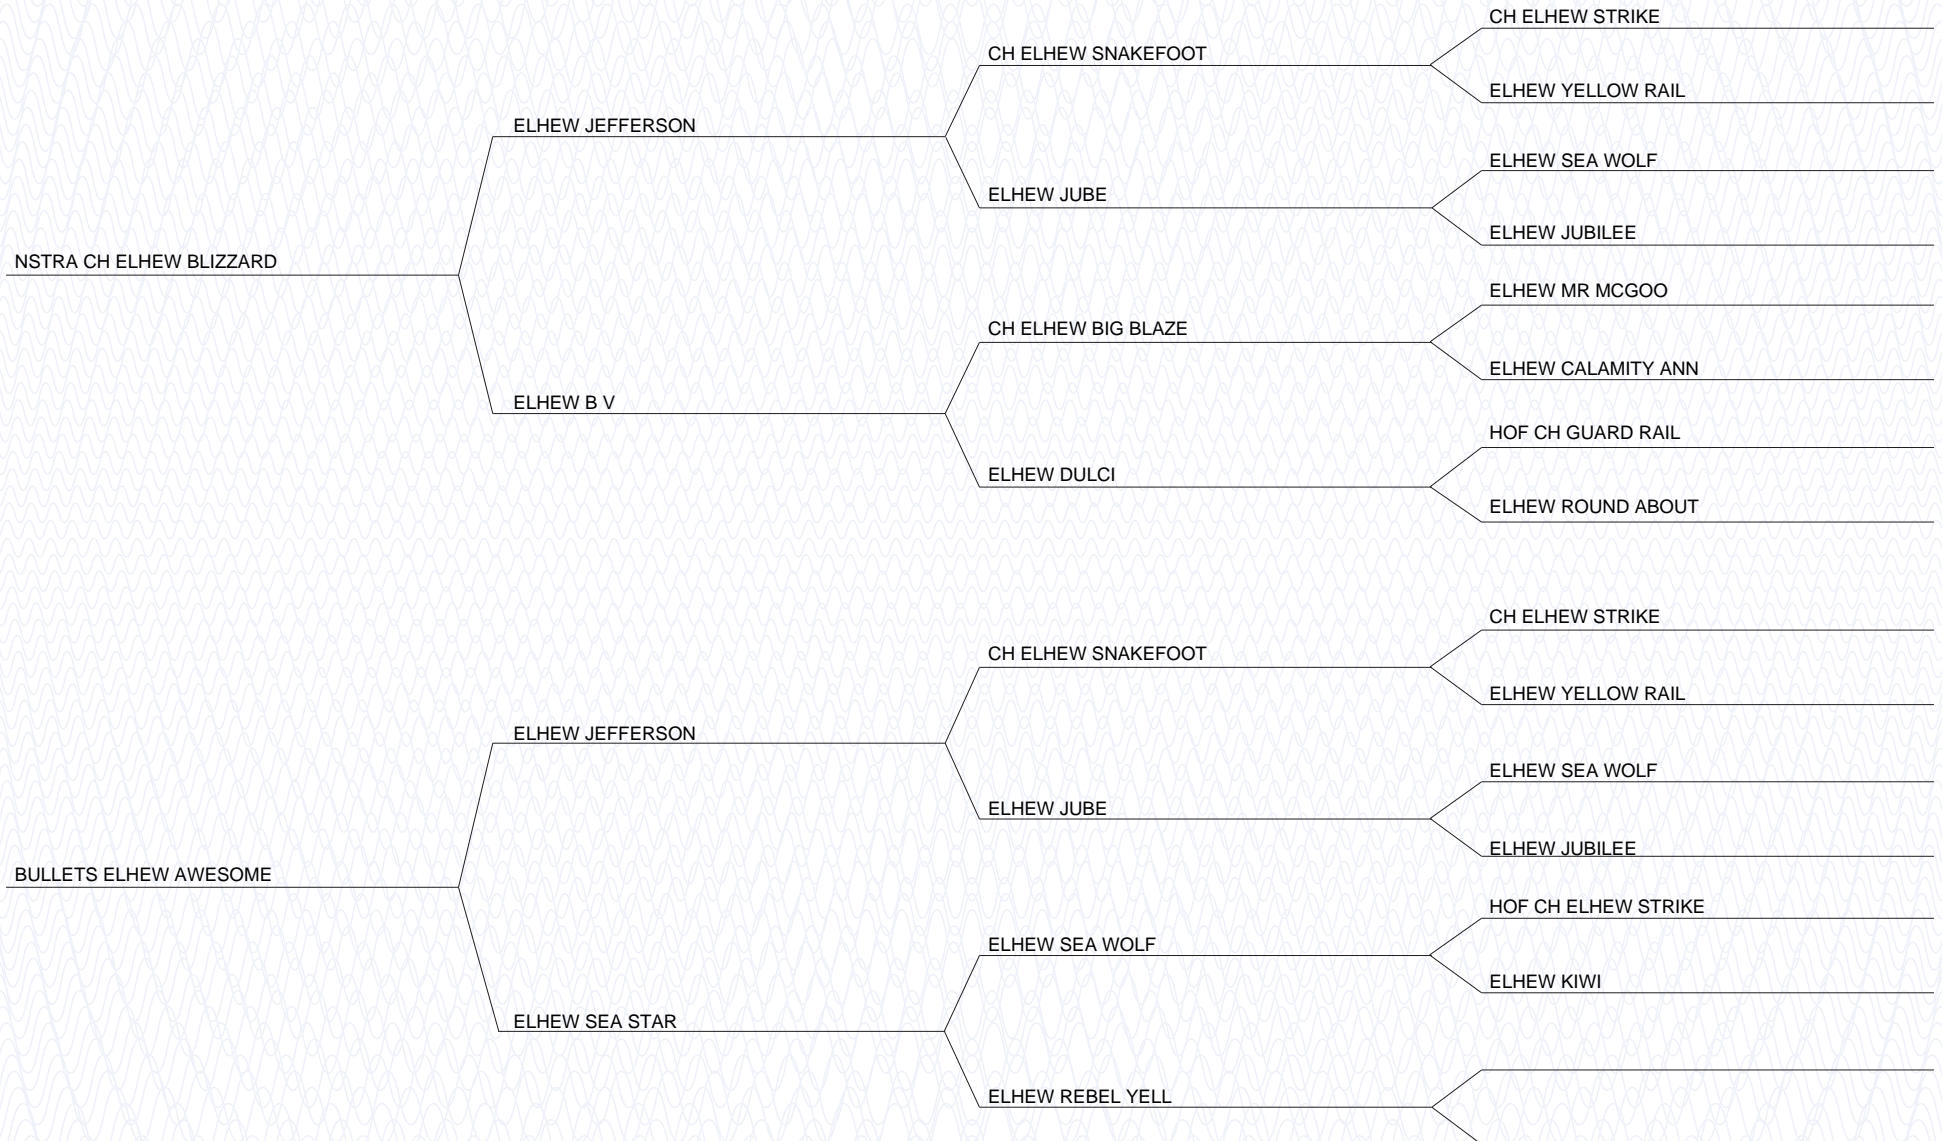 CH ELHEW STRIKE
CH ELHEW SNAKEFOOT
ELHEW YELLOW RAIL
ELHEW JEFFERSON
ELHEW SEA WOLF
ELHEW JUBE
ELHEW JUBILEE
NSTRA CH ELHEW BLIZZARD
ELHEW MR MCGOO
CH ELHEW BIG BLAZE
ELHEW CALAMITY ANN
ELHEW B V
HOF CH GUARD RAIL
ELHEW DULCI
ELHEW ROUND ABOUT
CH ELHEW STRIKE
CH ELHEW SNAKEFOOT
ELHEW YELLOW RAIL
ELHEW JEFFERSON
ELHEW SEA WOLF
ELHEW JUBE
ELHEW JUBILEE
BULLETS ELHEW AWESOME
HOF CH ELHEW STRIKE
ELHEW SEA WOLF
ELHEW KIWI
ELHEW SEA STAR
ELHEW REBEL YELL